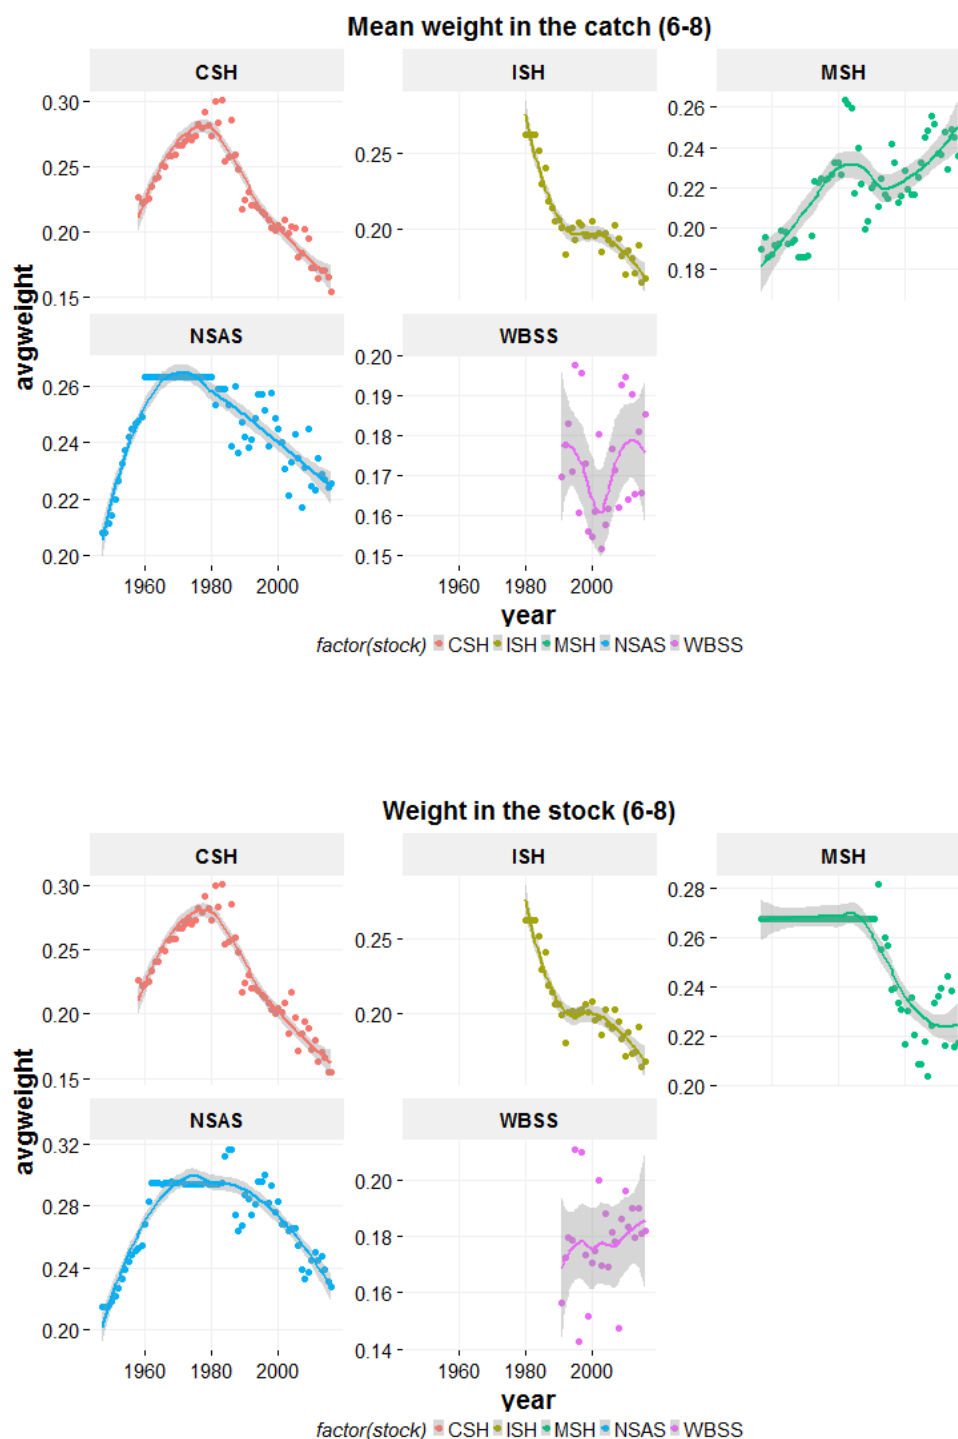 Mean weight in the catch (6-8)
CSH ISH MSH
0.30
0.25
0.20
0.15
0.25
0.20
0.26
0.24
0.22
0.20
0.18
avgweight
NSAS WBSS
0.26
0.24
0.22
0.20
0.20
0.19
0.18
0.17
0.16
0.15
1960 1980 2000 1960 1980 2000
year
factor(stock) CSH ISH MSH NSAS WBSS
Weight in the stock (6-8)
CSH ISH MSH
0.30
0.25
0.20
0.15
0.25
0.20
0.28
0.26
0.24
0.22
0.20
avgweight
NSAS WBSS
0.32
0.28
0.24
0.20
0.20
0.18
0.16
0.14
1960 1980 2000 1960 1980 2000
year
factor(stock) CSH ISH MSH NSAS WBSS